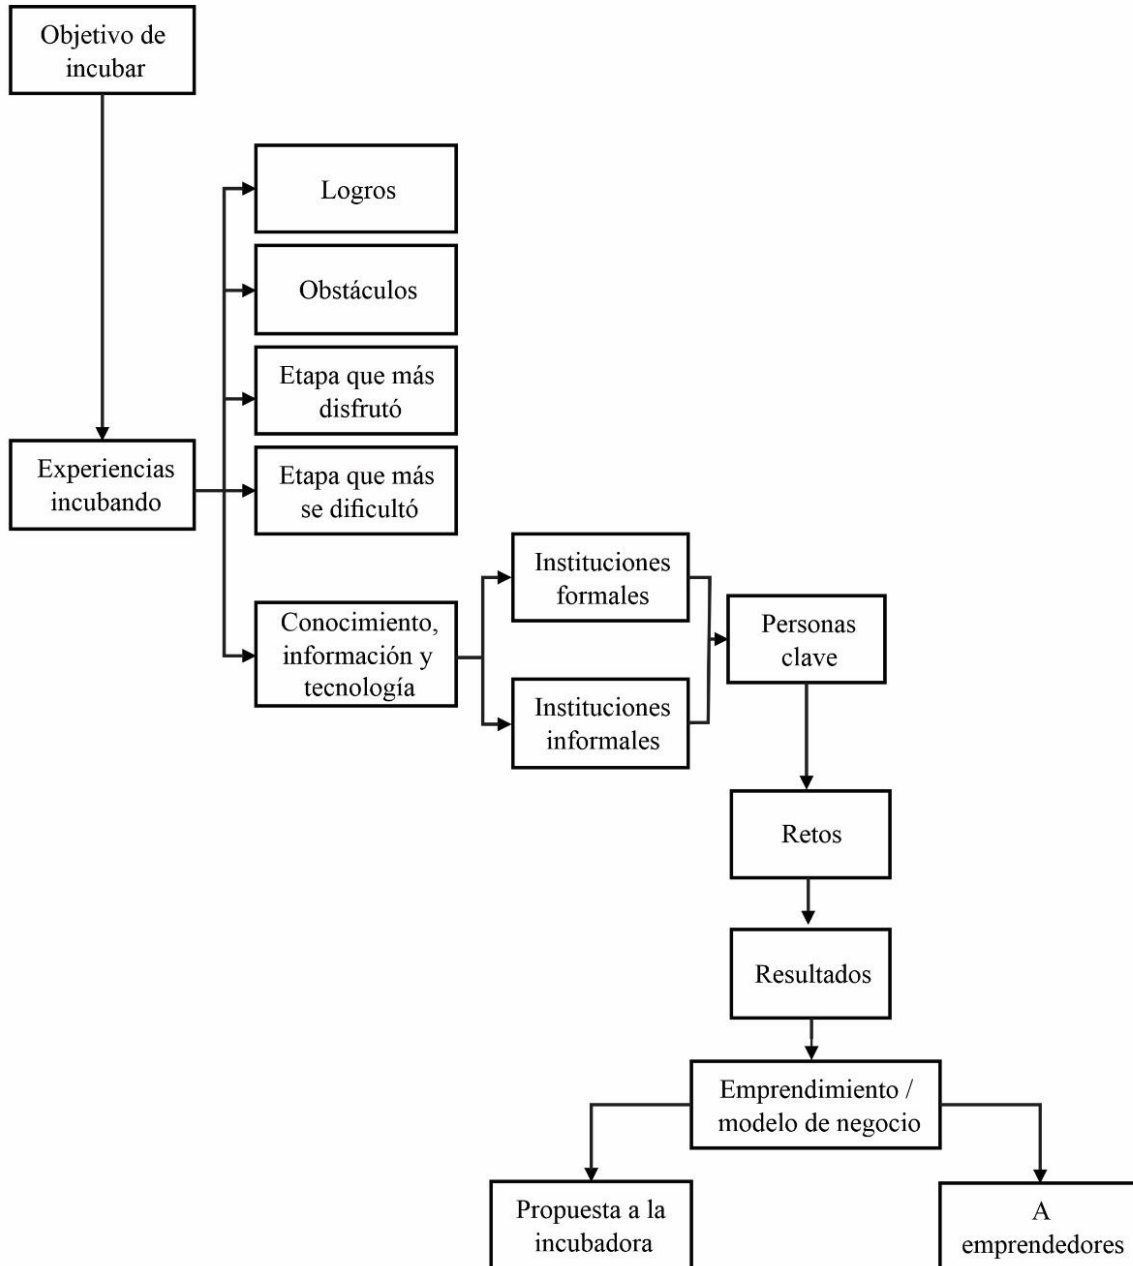 Objetivo de
incubar
Logros
Obstáculos
Etapa que más
disfrutó
Experiencias
incubando
Etapa que más
se dificultó
Instituciones
formales
Conocimiento,
información y
tecnología
Personas
clave
Instituciones
informales
Retos
Resultados
Emprendimiento /
modelo de negocio
Propuesta a la
incubadora
A
emprendedores